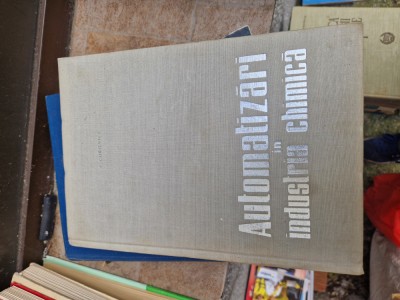 Automatizări
în
industria chimică